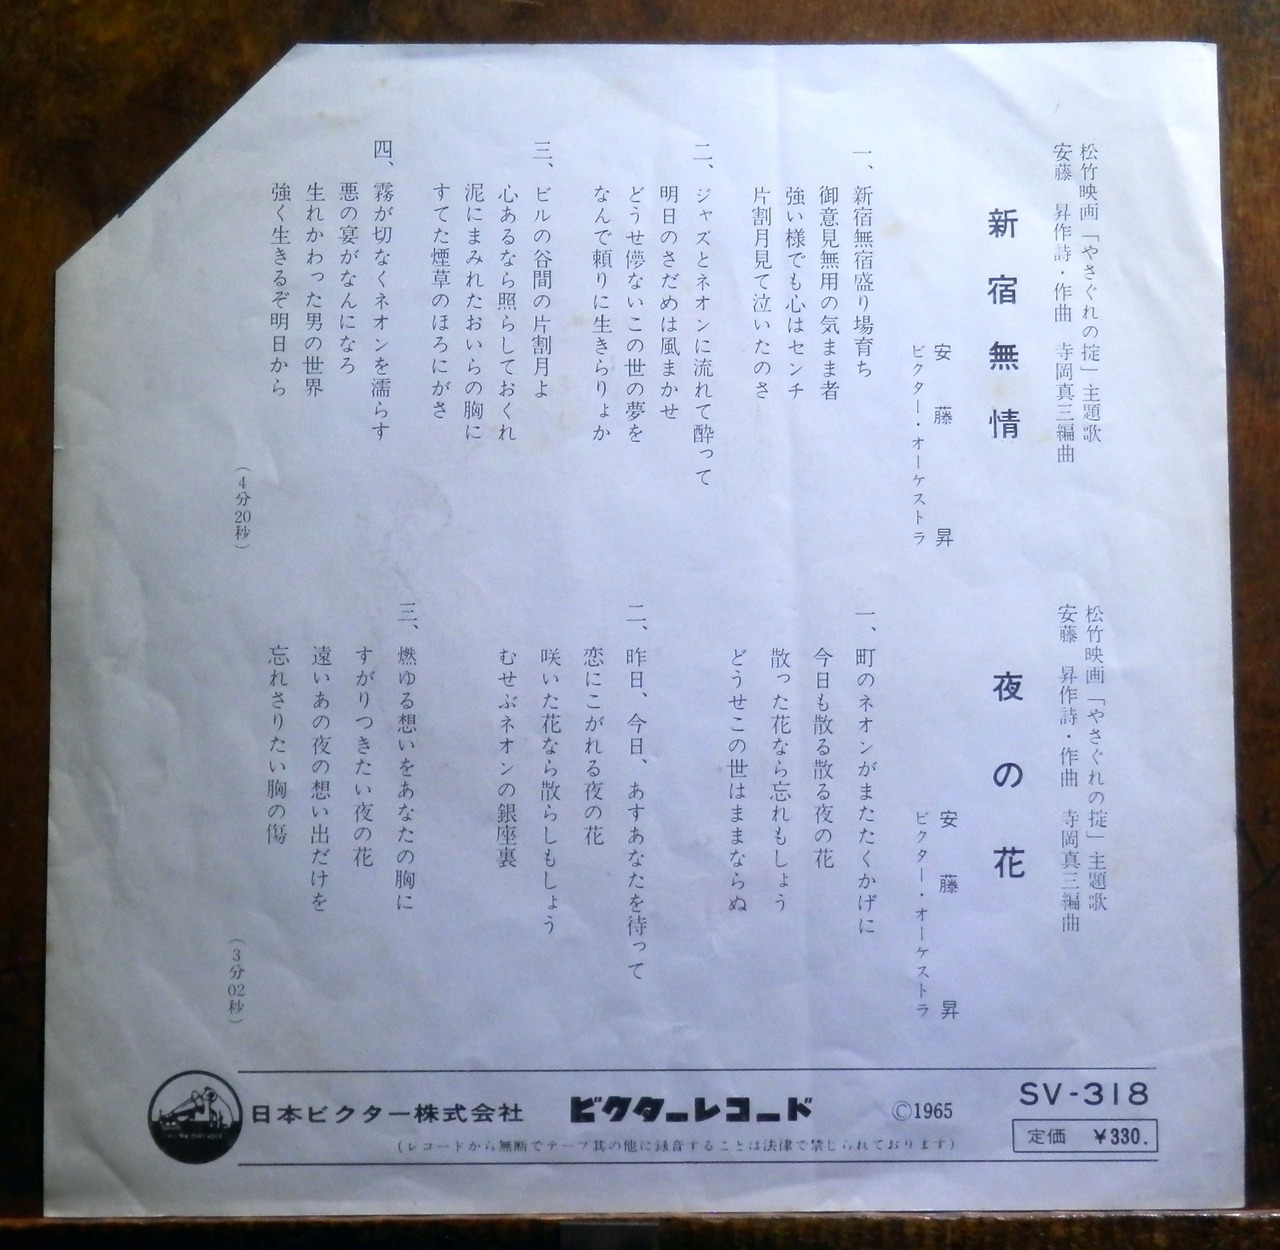 松竹映画「やさぐれの掟」主題歌
安藤 昇作詩・作曲 寺岡真三編曲
新宿無情
安藤 昇
ビクター・オーケストラ
一、新宿無宿盛り場育ち
御意見無用の気まま者
強い様でも心はセンチ
片割月見て泣いたのさ
二、ジャズとネオンに流れて酔って
明日のさだめは風まかせ
どうせ儚ないこの世の夢を
なんで頼りに生きらりょか
三、ビルの谷間の片割月よ
心あるなら照らしておくれ
泥にまみれたおいらの胸に
すてた煙草のほろにがさ
四、霧が切なくネオンを濡らす
悪の宴がなんになろ
生れかわった男の世界
強く生きるぞ明日から
(4分20秒)
松竹映画「やさぐれの掟」主題歌
安藤 昇作詩・作曲 寺岡真三編曲
夜の花
安藤 昇
ビクター・オーケストラ
一、町のネオンがまたたくかげに
今日も散る散る夜の花
散った花なら忘れもしょう
どうせこの世はままならぬ
二、昨日、今日、あすあなたを待って
恋にこがれる夜の花
咲いた花なら散らしもしょう
むせぶネオンの銀座裏
三、燃ゆる想いをあなたの胸に
すがりつきたい夜の花
遠いあの夜の想い出だけを
忘れさりたい胸の傷
(3分02秒)
日本ビクター株式会社 ビクターレコード ©1965 SV-318
(レコードから無断でテープ其の他に録音することは法律で禁じられております)
定価 ¥330.